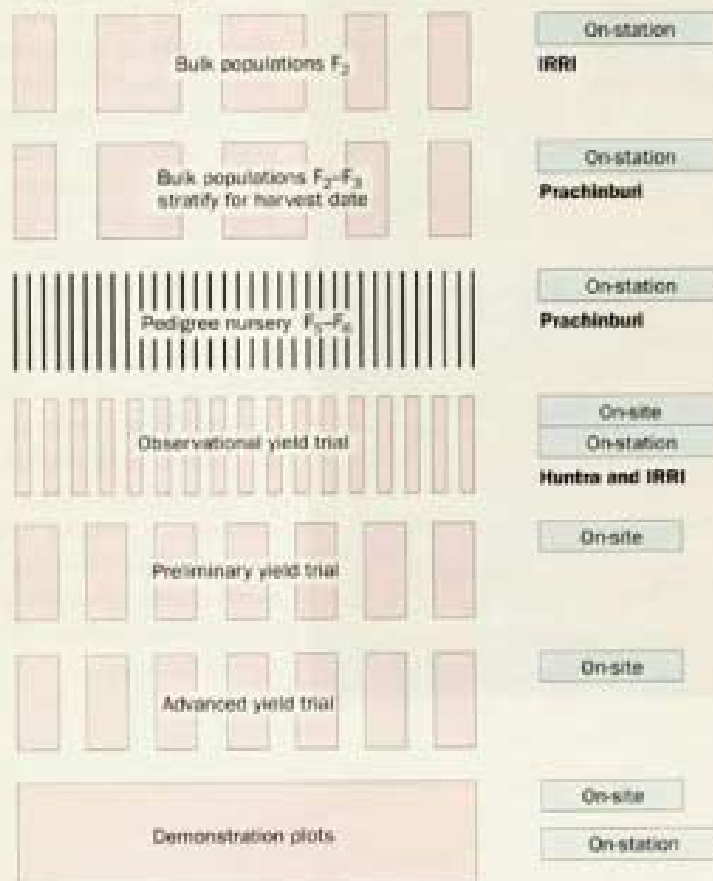 Bulk populations F₂
On-station
IRRI
Bulk populations F₂–F₃
stratify for harvest date
On-station
Prachinburi
Pedigree nursery F₅–F₆
On-station
Prachinburi
Observational yield trial
On-site
On-station
Huntra and IRRI
Preliminary yield trial
On-site
Advanced yield trial
On-site
Demonstration plots
On-site
On-station